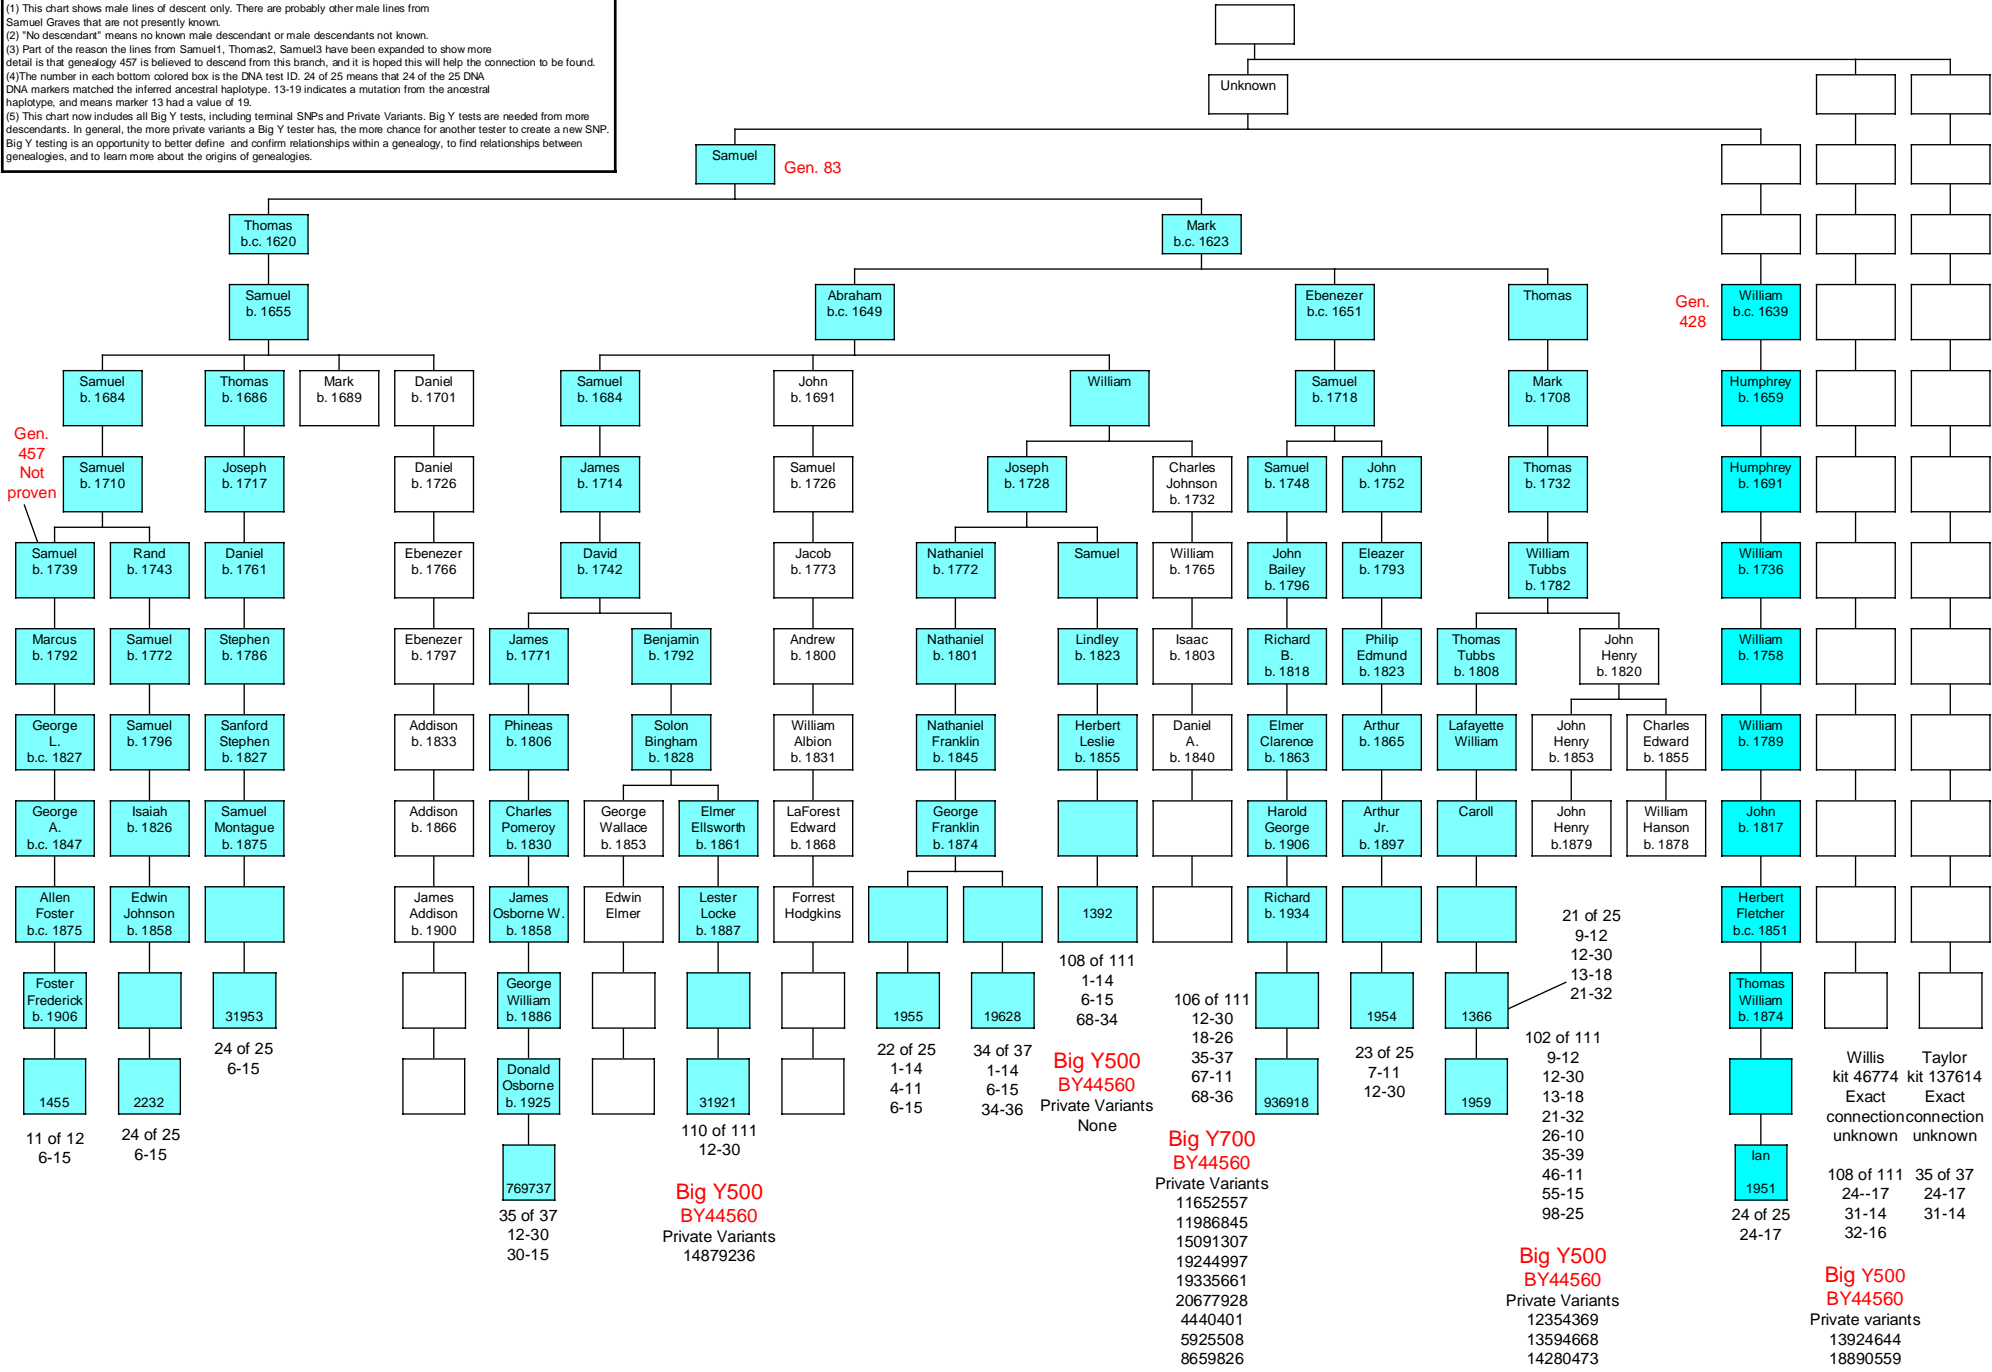 (1) This chart shows male lines of descent only. There are probably other male lines from
Samuel Graves that are not presently known.
(2) "No descendant" means no known male descendant or male descendants not known.
(3) Part of the reason the lines from Samuel1, Thomas2, Samuel3 have been expanded to show more
detail is that genealogy 457 is believed to descend from this branch, and it is hoped this will help the connection to be found.
(4)The number in each bottom colored box is the DNA test ID. 24 of 25 means that 24 of the 25 DNA
DNA markers matched the inferred ancestral haplotype. 13-19 indicates a mutation from the ancestral
haplotype, and means marker 13 had a value of 19.
(5) This chart now includes all Big Y tests, including terminal SNPs and Private Variants. Big Y tests are needed from more
descendants. In general, the more private variants a Big Y tester has, the more chance for another tester to create a new SNP.
Big Y testing is an opportunity to better define and confirm relationships within a genealogy, to find relationships between
genealogies, and to learn more about the origins of genealogies.
Unknown
Samuel
Gen. 83
Thomas
b.c. 1620
Mark
b.c. 1623
Samuel
b. 1655
Abraham
b.c. 1649
Ebenezer
b.c. 1651
Thomas
Gen.
428
William
b.c. 1639
Samuel
b. 1684
Thomas
b. 1686
Mark
b. 1689
Daniel
b. 1701
Samuel
b. 1684
John
b. 1691
William
Samuel
b. 1718
Mark
b. 1708
Humphrey
b. 1659
Gen.
457
Not
proven
Samuel
b. 1710
Joseph
b. 1717
Daniel
b. 1726
James
b. 1714
Samuel
b. 1726
Joseph
b. 1728
Charles
Johnson
b. 1732
Samuel
b. 1748
John
b. 1752
Thomas
b. 1732
Humphrey
b. 1691
Samuel
b. 1739
Rand
b. 1743
Daniel
b. 1761
Ebenezer
b. 1766
David
b. 1742
Jacob
b. 1773
Nathaniel
b. 1772
Samuel
William
b. 1765
John
Bailey
b. 1796
Eleazer
b. 1793
William
Tubbs
b. 1782
William
b. 1736
Marcus
b. 1792
Samuel
b. 1772
Stephen
b. 1786
Ebenezer
b. 1797
James
b. 1771
Benjamin
b. 1792
Andrew
b. 1800
Nathaniel
b. 1801
Lindley
b. 1823
Isaac
b. 1803
Richard
B.
b. 1818
Philip
Edmund
b. 1823
Thomas
Tubbs
b. 1808
John
Henry
b. 1820
William
b. 1758
George
L.
b.c. 1827
Samuel
b. 1796
Sanford
Stephen
b. 1827
Addison
b. 1833
Phineas
b. 1806
Solon
Bingham
b. 1828
William
Albion
b. 1831
Nathaniel
Franklin
b. 1845
Herbert
Leslie
b. 1855
Daniel
A.
b. 1840
Elmer
Clarence
b. 1863
Arthur
b. 1865
Lafayette
William
John
Henry
b. 1853
Charles
Edward
b. 1855
William
b. 1789
George
A.
b.c. 1847
Isaiah
b. 1826
Samuel
Montague
b. 1875
Addison
b. 1866
Charles
Pomeroy
b. 1830
George
Wallace
b. 1853
Elmer
Ellsworth
b. 1861
LaForest
Edward
b. 1868
George
Franklin
b. 1874
Harold
George
b. 1906
Arthur
Jr.
b. 1897
Caroll
John
Henry
b.1879
William
Hanson
b. 1878
John
b. 1817
Allen
Foster
b.c. 1875
Edwin
Johnson
b. 1858
James
Addison
b. 1900
James
Osborne W.
b. 1858
Edwin
Elmer
Lester
Locke
b. 1887
Forrest
Hodgkins
1392
Richard
b. 1934
Herbert
Fletcher
b.c. 1851
21 of 25
9-12
12-30
13-18
21-32
Foster
Frederick
b. 1906
31953
George
William
b. 1886
1955
19628
108 of 111
1-14
6-15
68-34
106 of 111
12-30
18-26
35-37
67-11
68-36
1954
1366
Thomas
William
b. 1874
24 of 25
6-15
22 of 25
1-14
4-11
6-15
34 of 37
1-14
6-15
34-36
Big Y500
BY44560
Private Variants
None
23 of 25
7-11
12-30
102 of 111
9-12
12-30
13-18
21-32
26-10
35-39
46-11
55-15
98-25
1455
2232
Donald
Osborne
b. 1925
31921
936918
1959
Willis
kit 46774
Exact
connection
unknown
Taylor
kit 137614
Exact
connection
unknown
11 of 12
6-15
24 of 25
6-15
769737
110 of 111
12-30
Big Y700
BY44560
Private Variants
11652557
11986845
15091307
19244997
19335661
20677928
4440401
5925508
8659826
Ian
1951
108 of 111
24--17
31-14
32-16
35 of 37
24-17
31-14
35 of 37
12-30
30-15
Big Y500
BY44560
Private Variants
14879236
24 of 25
24-17
Big Y500
BY44560
Private Variants
12354369
13594668
14280473
Big Y500
BY44560
Private variants
13924644
18890559